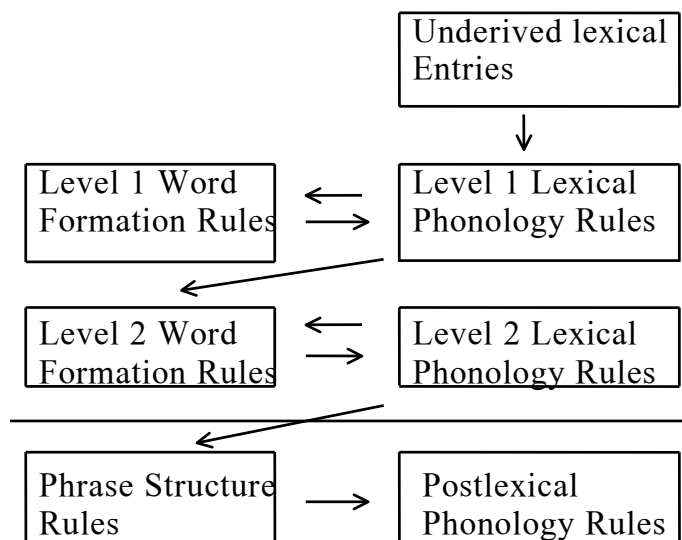 Underived lexical
Entries
Level 1 Word
Formation Rules
Level 1 Lexical
Phonology Rules
Level 2 Word
Formation Rules
Level 2 Lexical
Phonology Rules
Phrase Structure
Rules
Postlexical
Phonology Rules